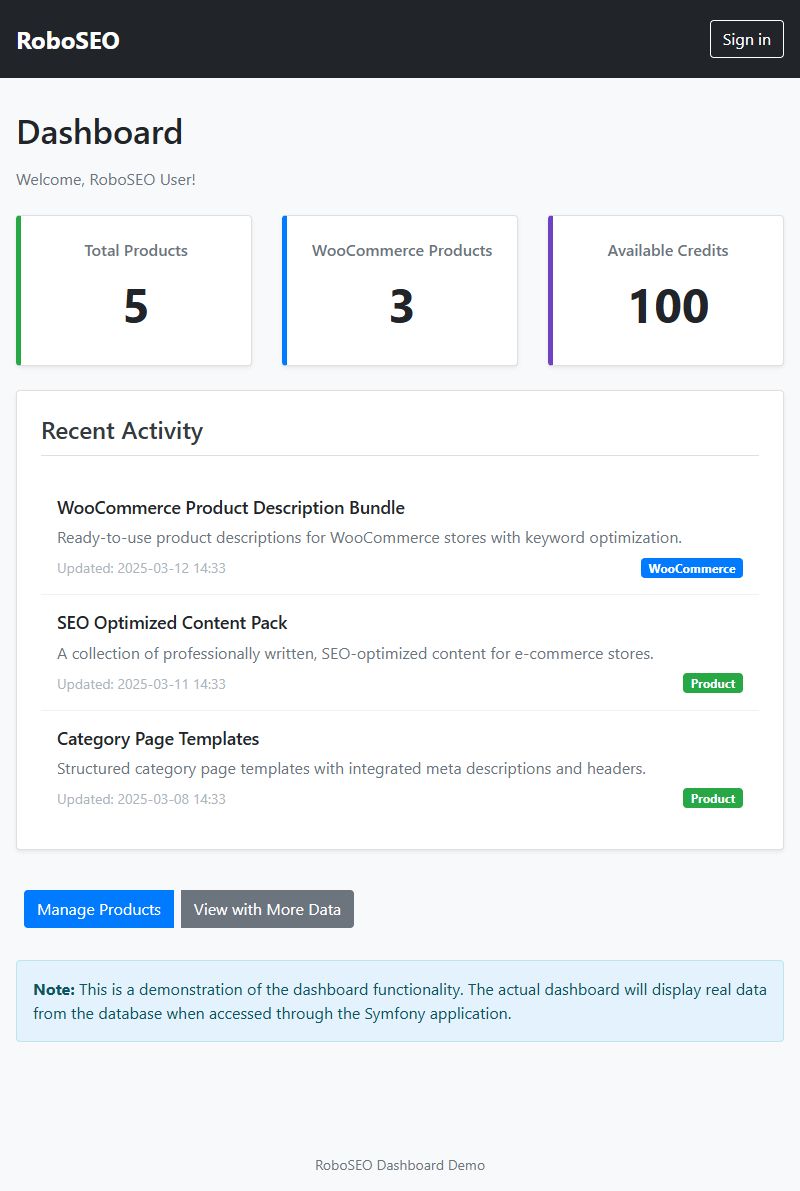 RoboSEO
Sign in
Dashboard
Welcome, RoboSEO User!
Total Products
5
WooCommerce Products
3
Available Credits
100
Recent Activity
WooCommerce Product Description Bundle
Ready-to-use product descriptions for WooCommerce stores with keyword optimization.
Updated: 2025-03-12 14:33
WooCommerce
SEO Optimized Content Pack
A collection of professionally written, SEO-optimized content for e-commerce stores.
Updated: 2025-03-11 14:33
Product
Category Page Templates
Structured category page templates with integrated meta descriptions and headers.
Updated: 2025-03-08 14:33
Product
Manage Products
View with More Data
Note: This is a demonstration of the dashboard functionality. The actual dashboard will display real data
from the database when accessed through the Symfony application.
RoboSEO Dashboard Demo